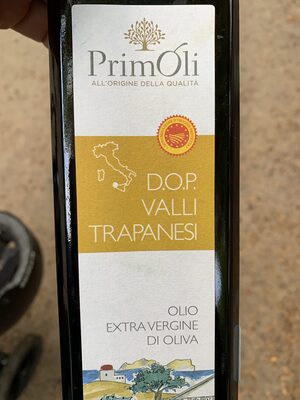 PrimOli
ALL'ORIGINE DELLA QUALITÀ
D.O.P.
VALLI
TRAPANESI
OLIO
EXTRA VERGINE
DI OLIVA